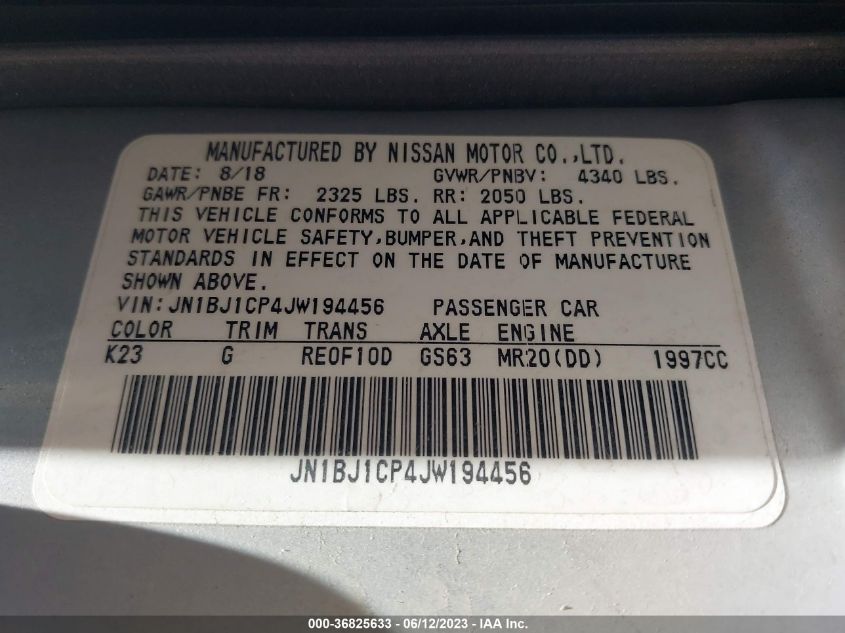 MANUFACTURED BY NISSAN MOTOR CO.,LTD.
DATE: 8/18 GVWR/PNBV: 4340 LBS.
GAWR/PNBE FR: 2325 LBS. RR: 2050 LBS.
THIS VEHICLE CONFORMS TO ALL APPLICABLE FEDERAL
MOTOR VEHICLE SAFETY,BUMPER,AND THEFT PREVENTION
STANDARDS IN EFFECT ON THE DATE OF MANUFACTURE
SHOWN ABOVE.
VIN:JN1BJ1CP4JW194456 PASSENGER CAR
COLOR TRIM TRANS AXLE ENGINE
K23 G RE0F10D GS63 MR20(DD) 1997CC
JN1BJ1CP4JW194456
000-36825633 - 06/12/2023 - IAA Inc.